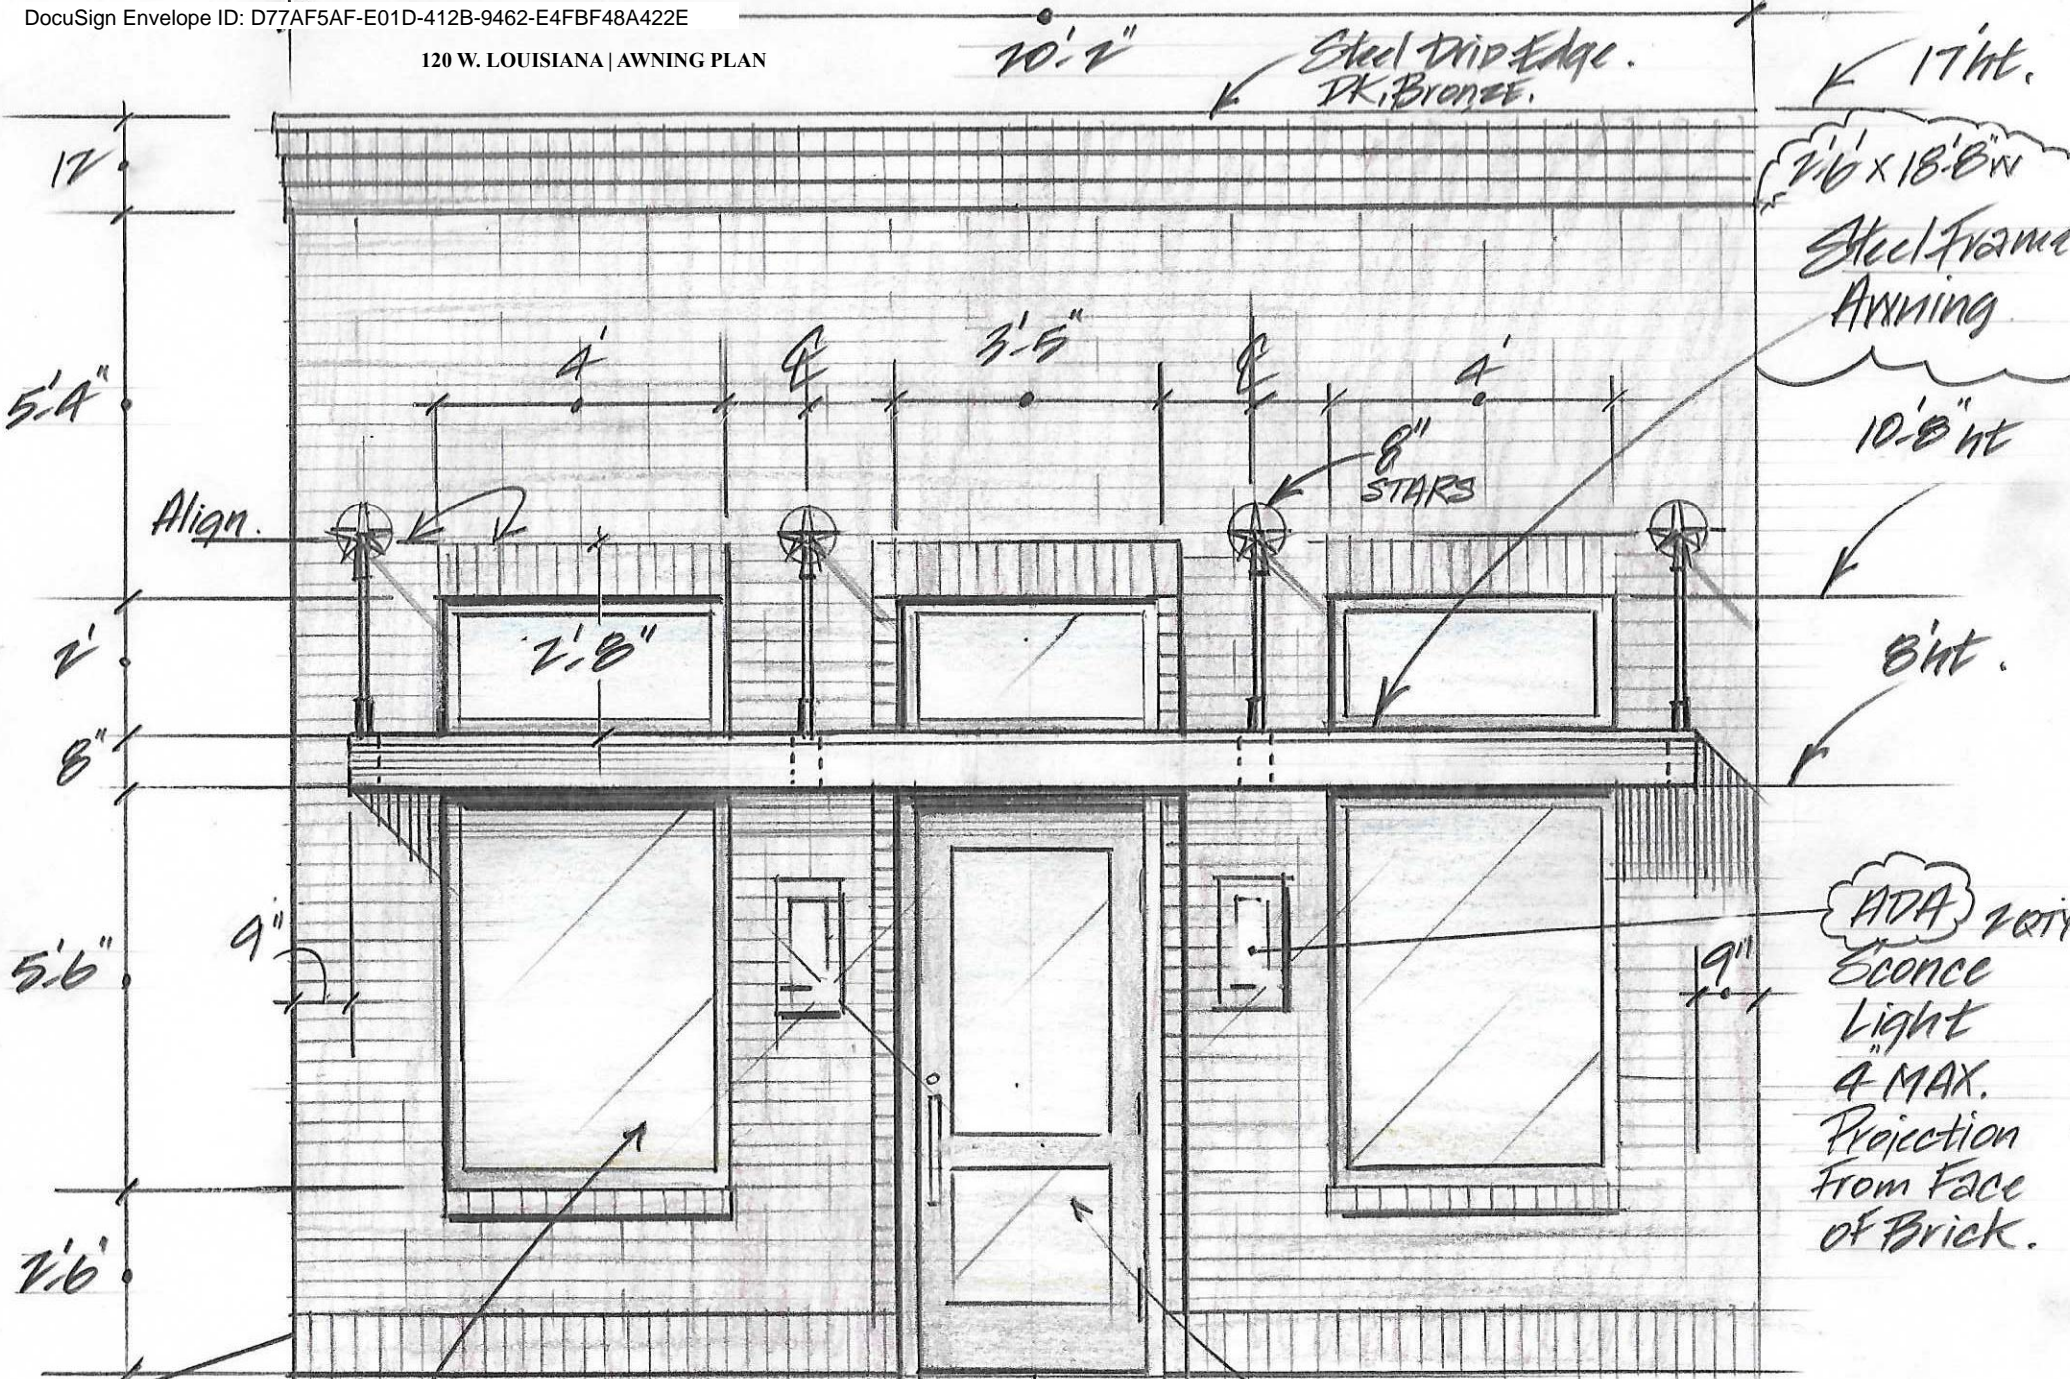 DocuSign Envelope ID: D77AF5AF-E01D-412B-9462-E4FBF48A422E
120 W. LOUISIANA | AWNING PLAN
20'-2"
Steel Drip Edge.
DK. Bronze.
17'ht.
12
2'-6' X 18'-8"W
Steel Frame
Awning
4'
℄
3'-5"
℄
4'
5'-4"
10'-8" ht
8"
STARS
Align.
2'
2'-8"
8'ht.
8"
ADA 2 QTY
Sconce
Light
4" MAX.
Projection
From Face
of Brick.
9"
9"
5'-6"
2'-6'